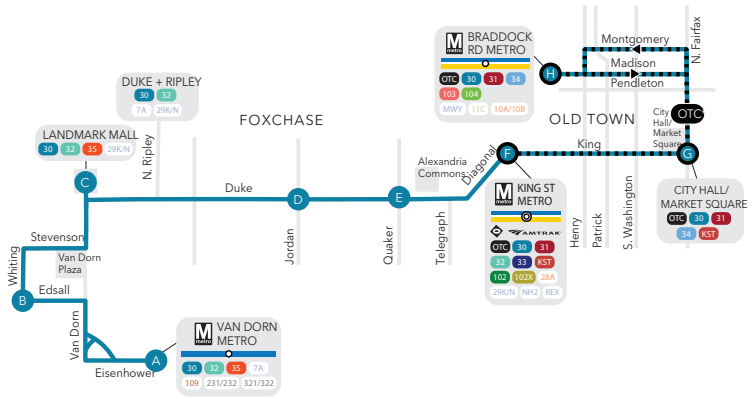 BRADDOCK
RD METRO
M
metro
OTC 30 31 34
103 104
MWY 11C 10A/10B
H
Montgomery
Madison
Pendleton
N. Fairfax
DUKE + RIPLEY
30 32
7A 29K/N
LANDMARK MALL
30 32 35 29K/N
N. Ripley
FOXCHASE
OLD TOWN
City
Hall/
Market
Square
OTC
King
G
F
Diagonal
Alexandria
Commons
C
Duke
D
E
KING ST
METRO
M
metro
AMTRAK
OTC 30 31
32 33 KST
102 102X 28A
29K/N NH2 REX
CITY HALL/
MARKET SQUARE
OTC 30 31
34 KST
Henry
Patrick
S. Washington
Jordan
Quaker
Telegraph
Stevenson
Van Dorn
Plaza
Whiting
B
Edsall
Van Dorn
A
Eisenhower
M
metro
VAN DORN
METRO
30 32 35 7A
109 231/232 321/322